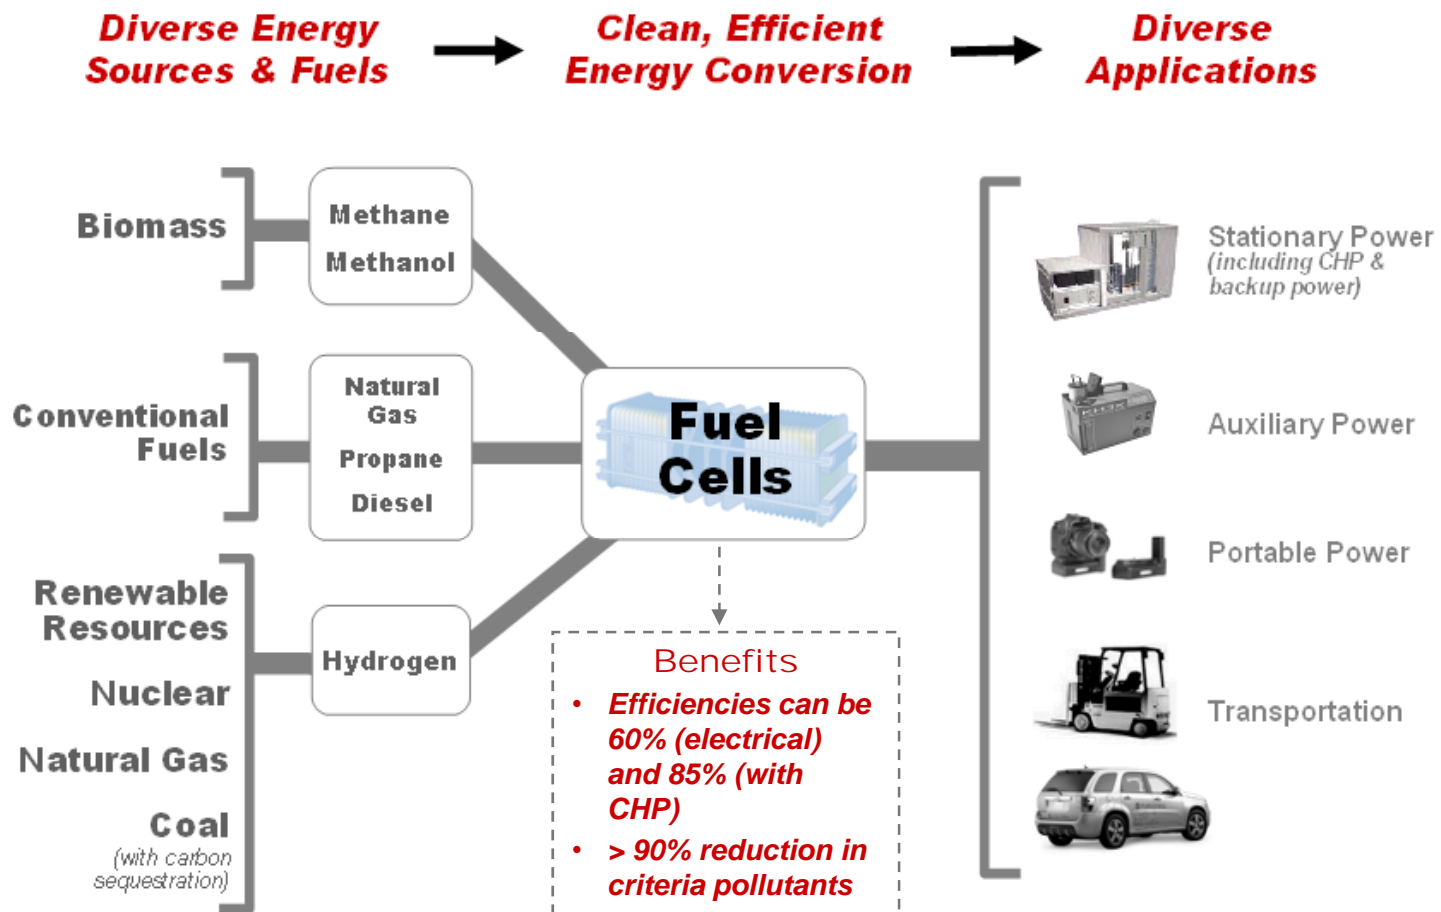 Diverse Energy
Sources & Fuels
Clean, Efficient
Energy Conversion
Diverse
Applications
Biomass
Methane
Methanol
Conventional
Fuels
Natural
Gas
Propane
Diesel
Renewable
Resources
Nuclear
Natural Gas
Coal
(with carbon
sequestration)
Hydrogen
Fuel
Cells
Benefits
• Efficiencies can be
60% (electrical)
and 85% (with
CHP)
• > 90% reduction in
criteria pollutants
Stationary Power
(including CHP &
backup power)
Auxiliary Power
Portable Power
Transportation